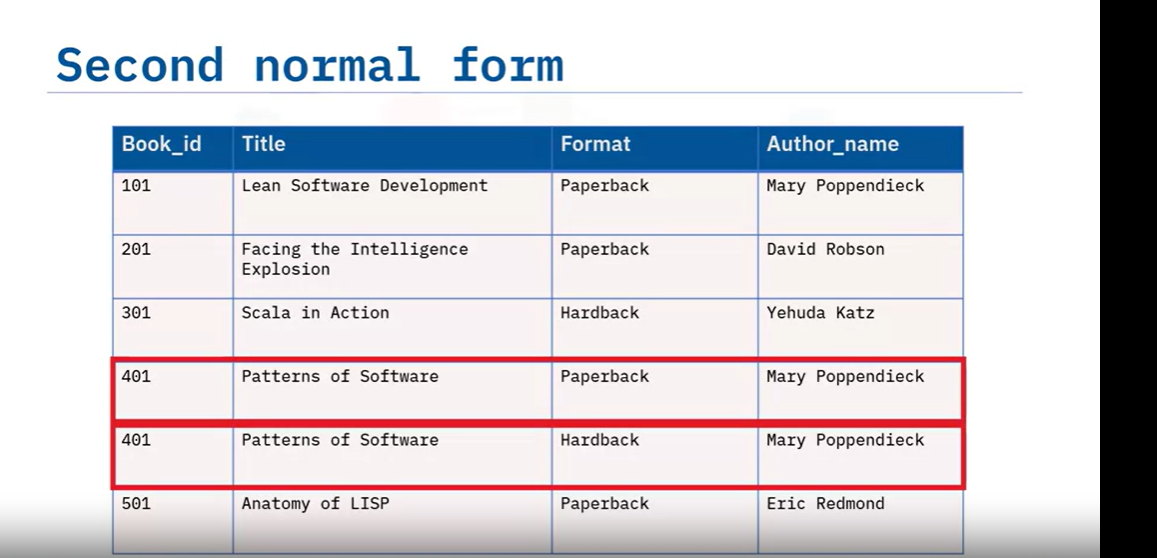 Second normal form
Book_id Title Format Author_name
101 Lean Software Development Paperback Mary Poppendieck
201 Facing the Intelligence Paperback David Robson
Explosion
301 Scala in Action Hardback Yehuda Katz
401 Patterns of Software Paperback Mary Poppendieck
401 Patterns of Software Hardback Mary Poppendieck
501 Anatomy of LISP Paperback Eric Redmond